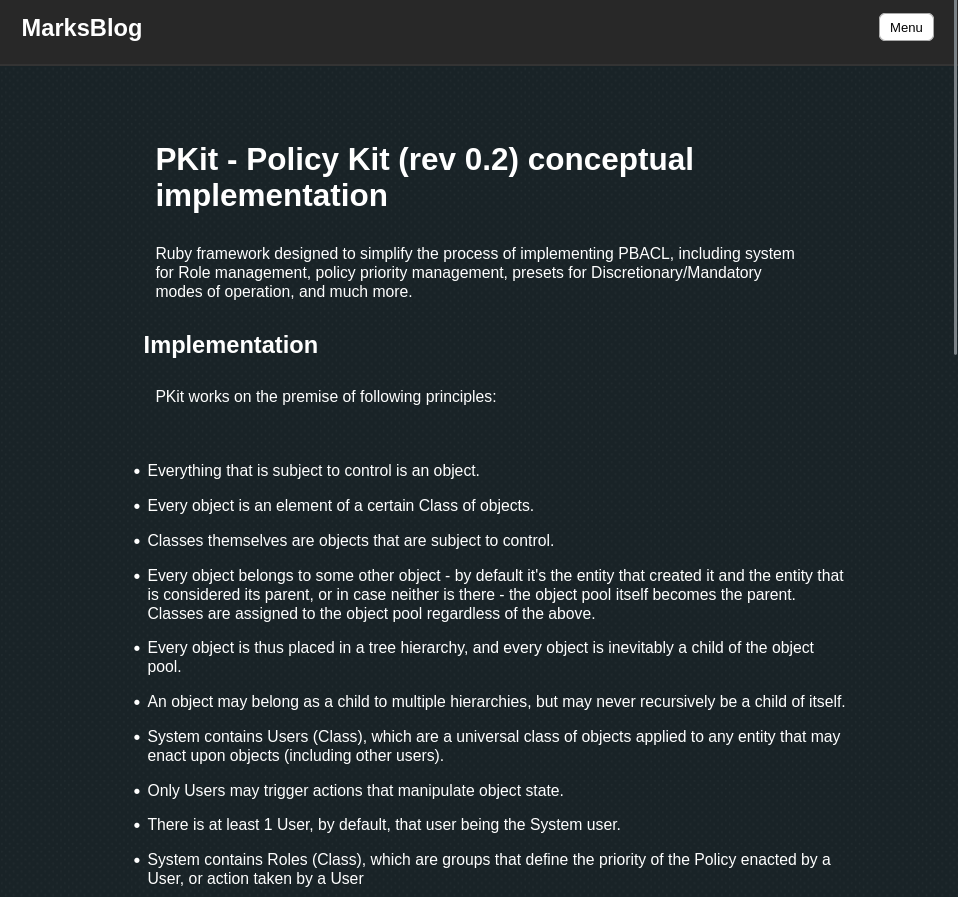 MarksBlog
Menu
PKit - Policy Kit (rev 0.2) conceptual
implementation
Ruby framework designed to simplify the process of implementing PBACL, including system
for Role management, policy priority management, presets for Discretionary/Mandatory
modes of operation, and much more.
Implementation
PKit works on the premise of following principles:
• Everything that is subject to control is an object.
• Every object is an element of a certain Class of objects.
• Classes themselves are objects that are subject to control.
• Every object belongs to some other object - by default it's the entity that created it and the entity that
is considered its parent, or in case neither is there - the object pool itself becomes the parent.
Classes are assigned to the object pool regardless of the above.
• Every object is thus placed in a tree hierarchy, and every object is inevitably a child of the object
pool.
• An object may belong as a child to multiple hierarchies, but may never recursively be a child of itself.
• System contains Users (Class), which are a universal class of objects applied to any entity that may
enact upon objects (including other users).
• Only Users may trigger actions that manipulate object state.
• There is at least 1 User, by default, that user being the System user.
• System contains Roles (Class), which are groups that define the priority of the Policy enacted by a
User, or action taken by a User